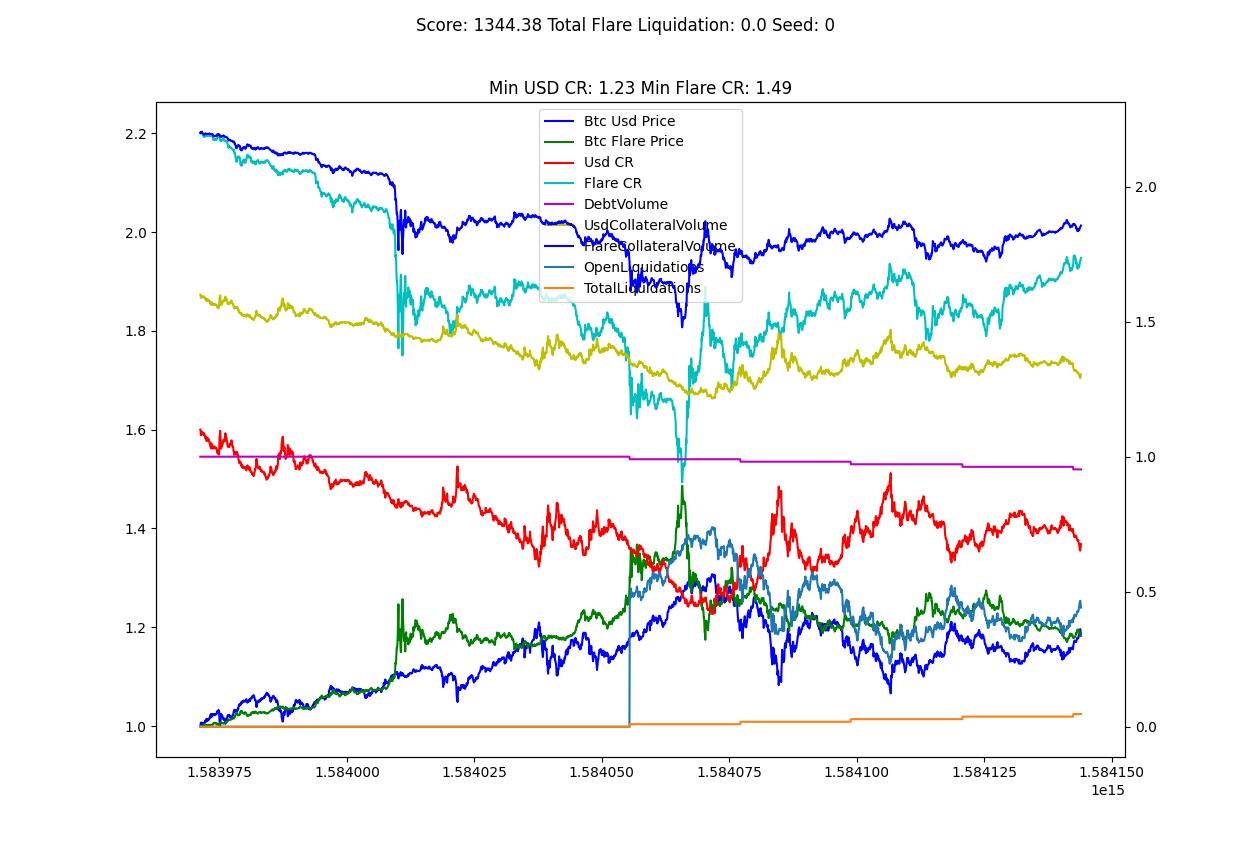 Score: 1344.38 Total Flare Liquidation: 0.0 Seed: 0
Min USD CR: 1.23 Min Flare CR: 1.49
Btc Usd Price
Btc Flare Price
Usd CR
Flare CR
DebtVolume
UsdCollateralVolume
FlareCollateralVolume
OpenLiquidations
TotalLiquidations
2.2
2.0
1.8
1.6
1.4
1.2
1.0
2.0
1.5
1.0
0.5
0.0
1.583975 1.584000 1.584025 1.584050 1.584075 1.584100 1.584125 1.584150
1e15